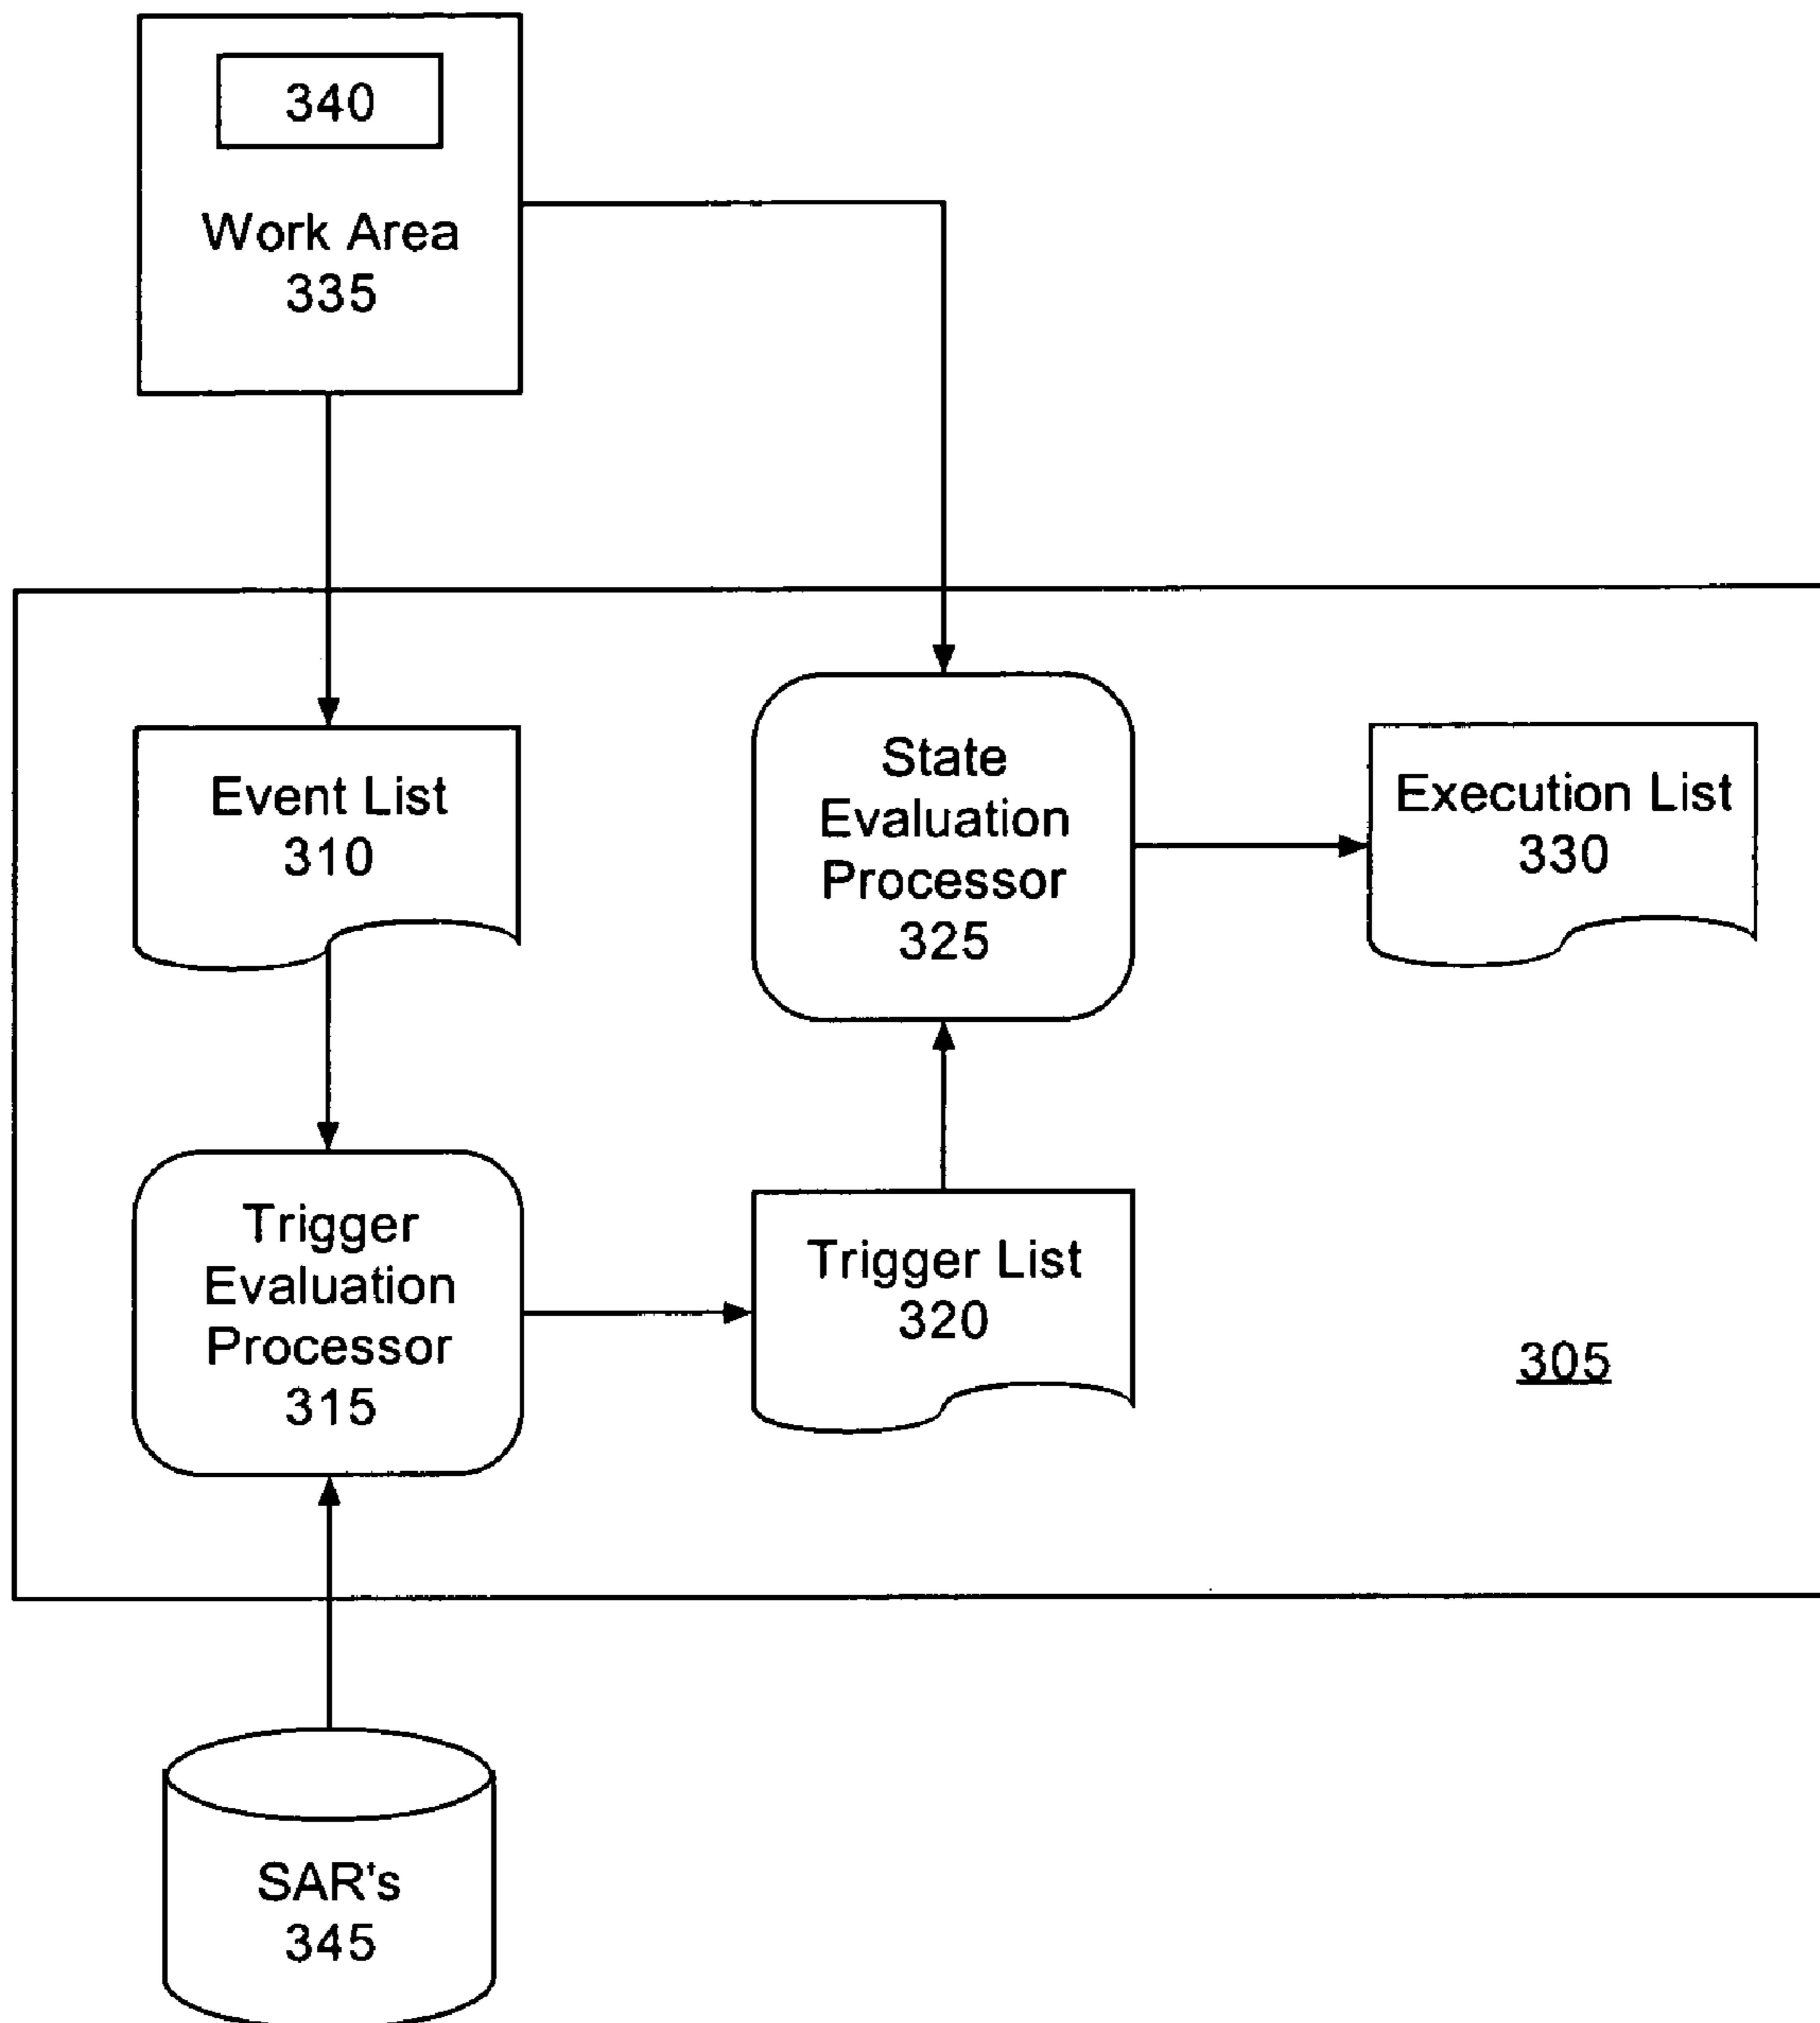 340
Work Area
335
Event List
310
State
Evaluation
Processor
325
Execution List
330
Trigger
Evaluation
Processor
315
Trigger List
320
305
SAR's
345